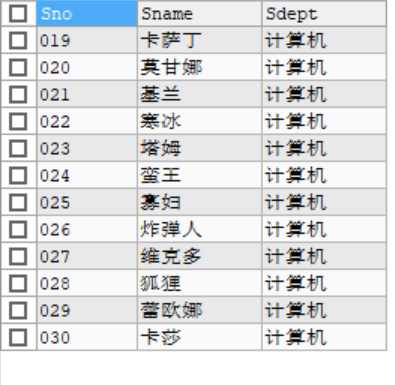 Sno Sname Sdept
019 卡萨丁 计算机
020 莫甘娜 计算机
021 基兰 计算机
022 寒冰 计算机
023 塔姆 计算机
024 蛮王 计算机
025 寡妇 计算机
026 炸弹人 计算机
027 维克多 计算机
028 狐狸 计算机
029 蕾欧娜 计算机
030 卡莎 计算机